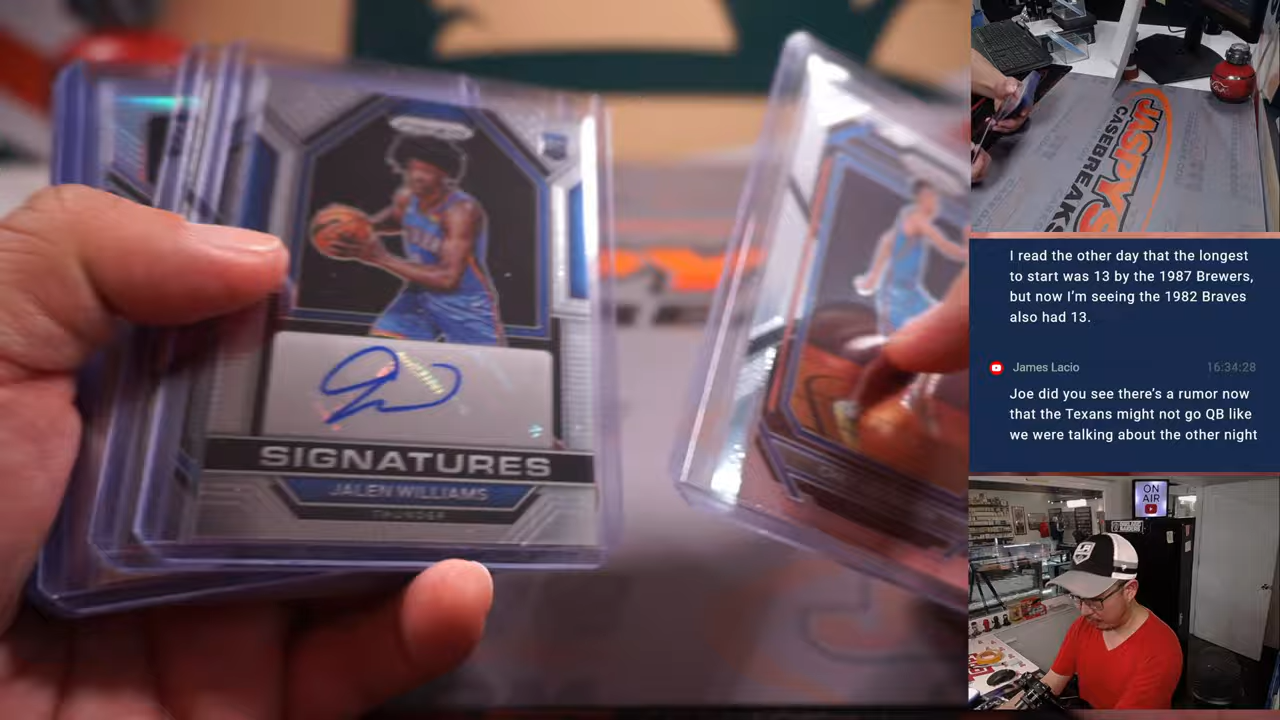 SIGNATURES
JALEN WILLIAMS
THUNDER
JASPYS
CASEBREAKS
I read the other day that the longest
to start was 13 by the 1987 Brewers,
but now I'm seeing the 1982 Braves
also had 13.
James Lacio
16:34:28
Joe did you see there's a rumor now
that the Texans might not go QB like
we were talking about the other night
ON
AIR